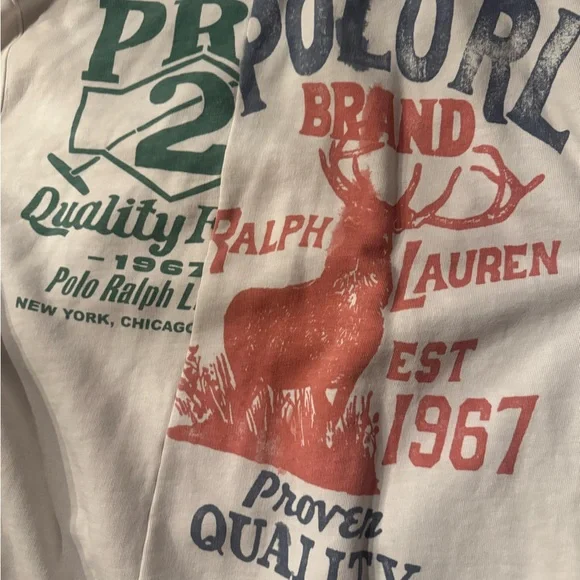 PR
2
Quality
- 1967
Polo Ralph L
NEW YORK, CHICAGO
POLO RL
BRAND
RALPH LAUREN
EST
1967
Proven
QUALITY